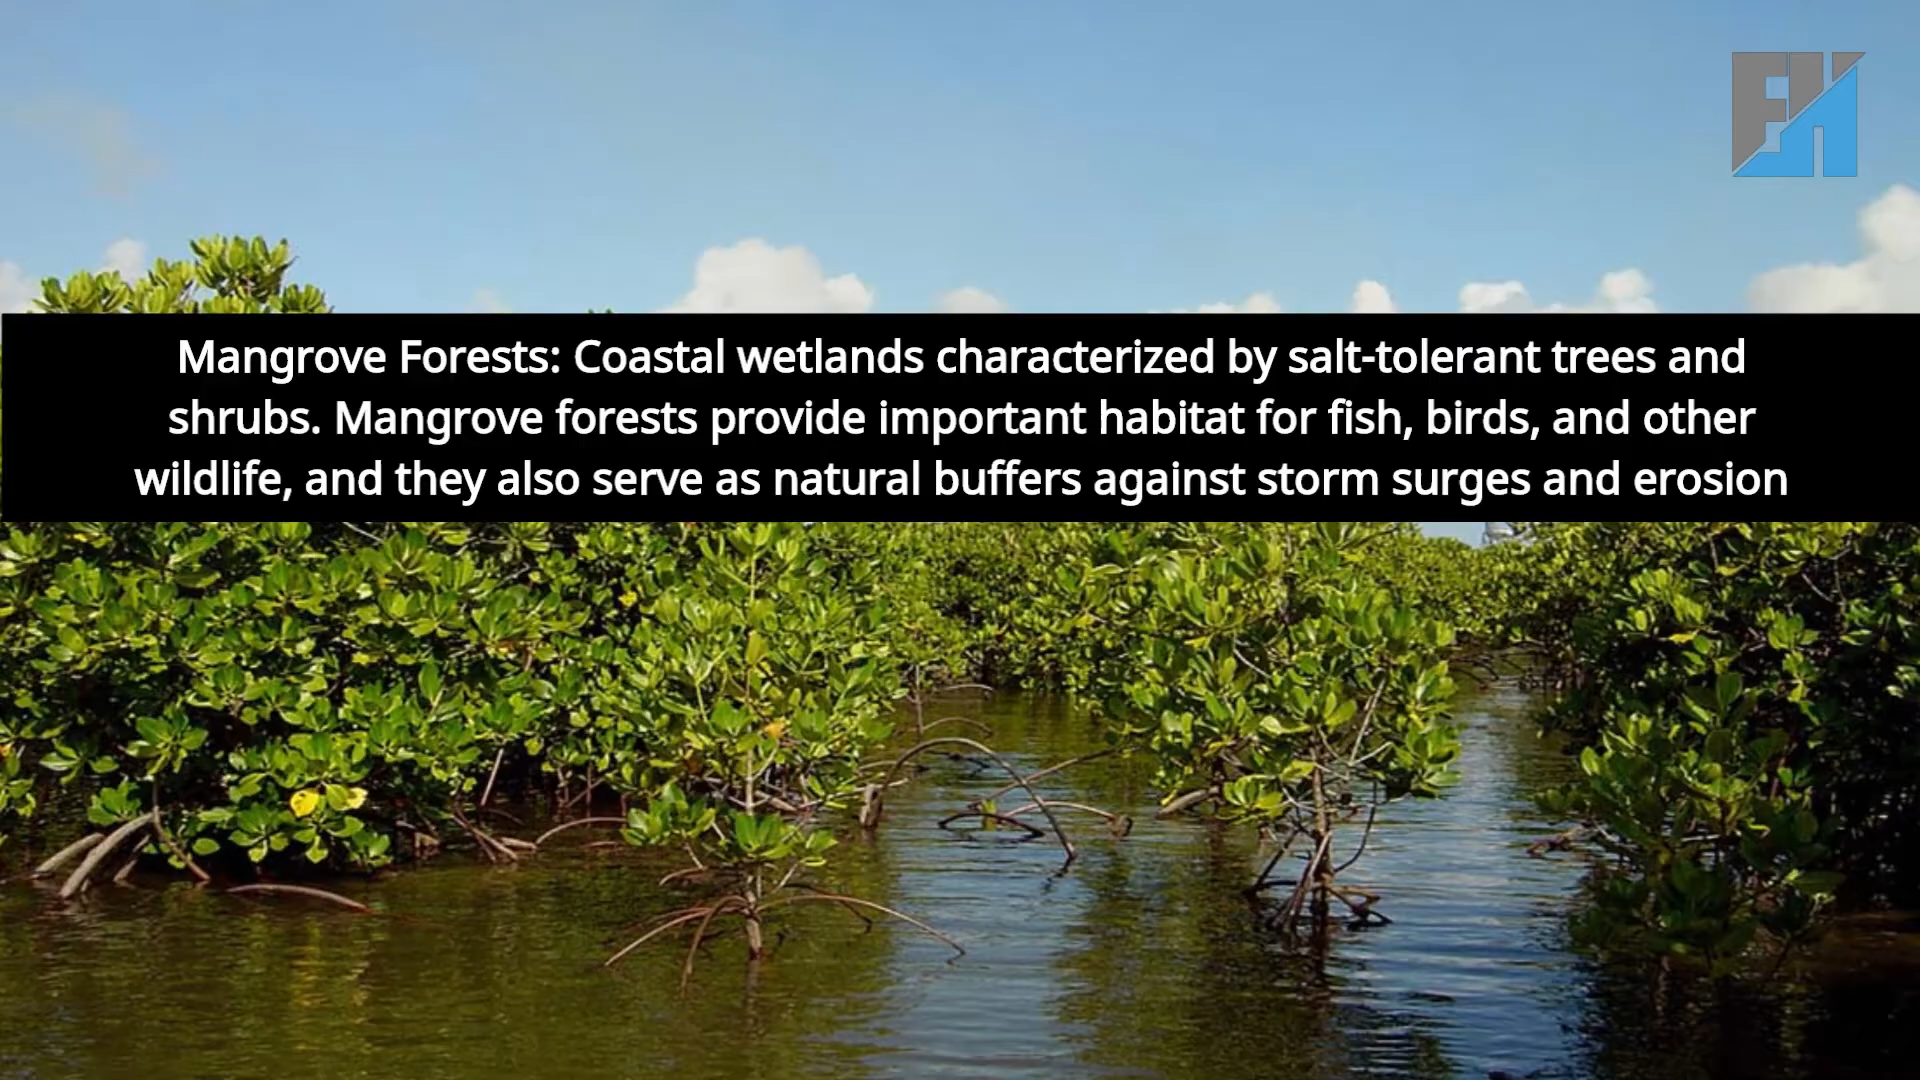 Mangrove Forests: Coastal wetlands characterized by salt-tolerant trees and
shrubs. Mangrove forests provide important habitat for fish, birds, and other
wildlife, and they also serve as natural buffers against storm surges and erosion